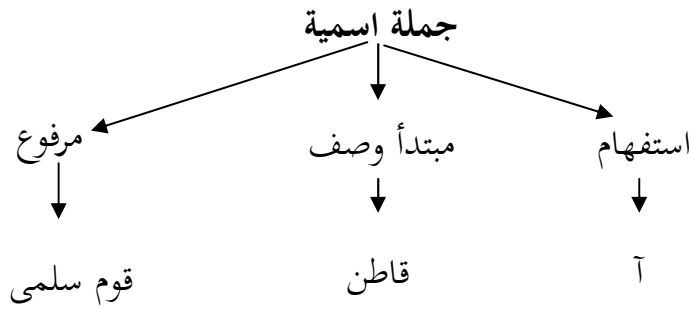 جملة اسمية
استفهام مبتدأ وصف مرفوع
آ قاطن قوم سلمى